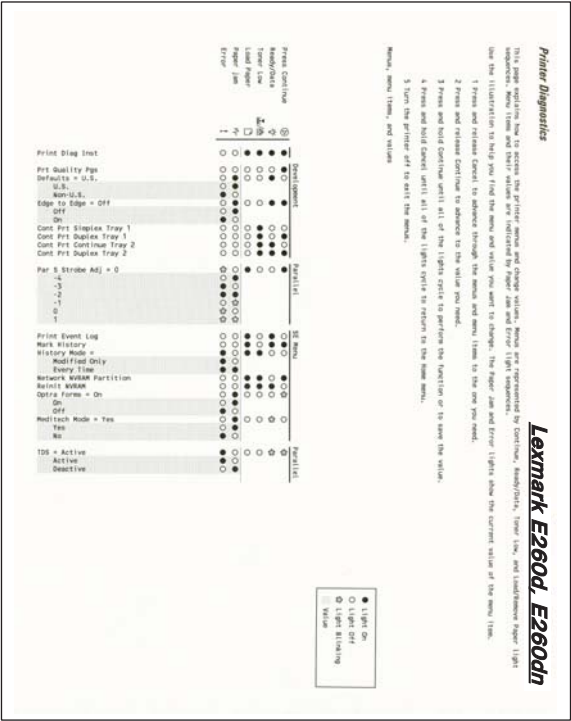 Printer Diagnostics
Lexmark E260d, E260dn
This page explains how to access the printer menus and change values. Menus are represented by Continue, Ready/Data, Toner Low, and Load/Remove Paper light
sequences. Menu items and their values are indicated by Paper Jam and Error light sequences.
Use the illustration to help you find the menu and value you want to change. The Paper Jam and Error lights show the current value of the menu item.
1 Press and release Cancel to advance through the menus and menu items to the one you need.
2 Press and release Continue to advance to the value you need.
3 Press and hold Continue until all of the lights cycle to perform the function or to save the value.
4 Press and hold Cancel until all of the lights cycle to return to the Home menu.
5 Turn the printer off to exit the menus.
Menus, menu items, and values
Light On
Light Off
Light Blinking
Value
Press Continue
Ready/Data
Toner Low
Load Paper
Paper jam
Error
Print Diag Inst
Development
Prt Quality Pgs
Defaults = U.S.
U.S.
Non-U.S.
Edge to Edge = Off
Off
On
Cont Prt Simplex Tray 1
Cont Prt Duplex Tray 1
Cont Prt Continue Tray 2
Cont Prt Duplex Tray 2
Parallel
Par S Strobe Adj = 0
-4
-3
-2
-1
0
1
SE Menu
Print Event Log
Mark History
History Mode =
Modified Only
Every Time
Network NVRAM Partition
Reinit NVRAM
Optra Forms = On
On
Off
Meditech Mode = Yes
Yes
No
Parallel
TDS = Active
Active
Deactive